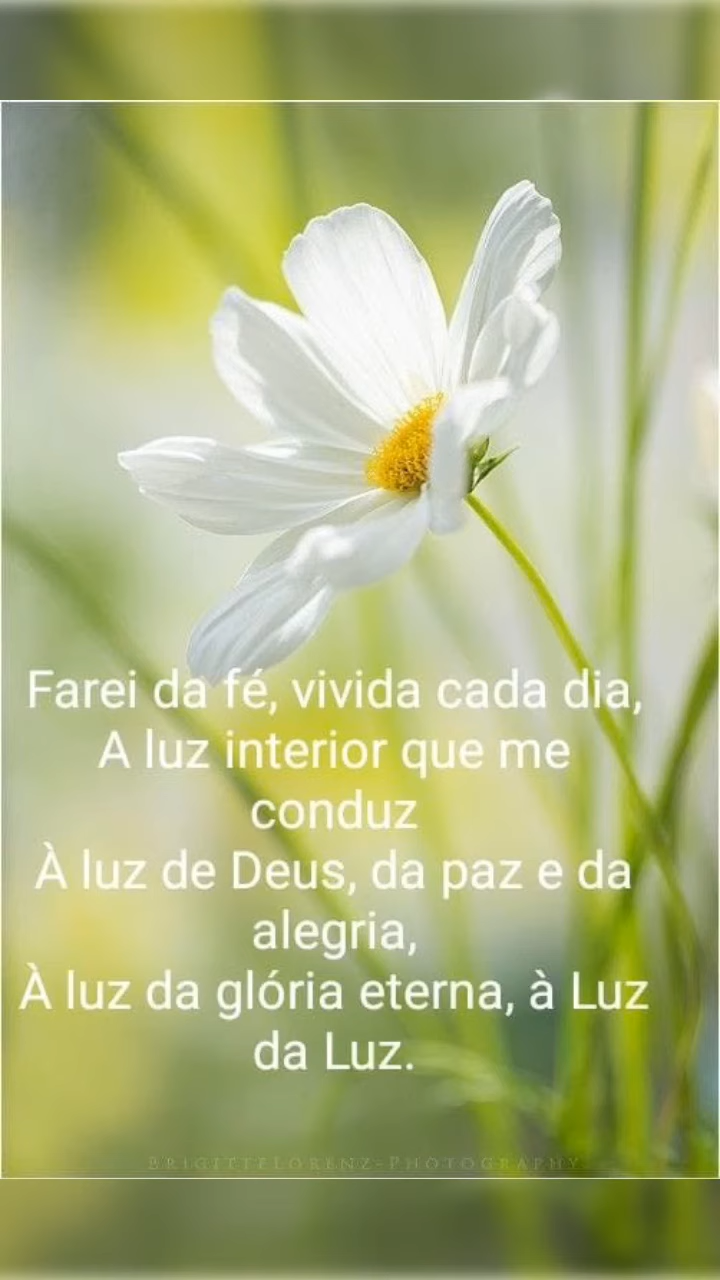 Farei da fé, vivida cada dia,
A luz interior que me
conduz
À luz de Deus, da paz e da
alegria,
À luz da glória eterna, à Luz
da Luz.
BRIGITTELORENZ-PHOTOGRAPHY